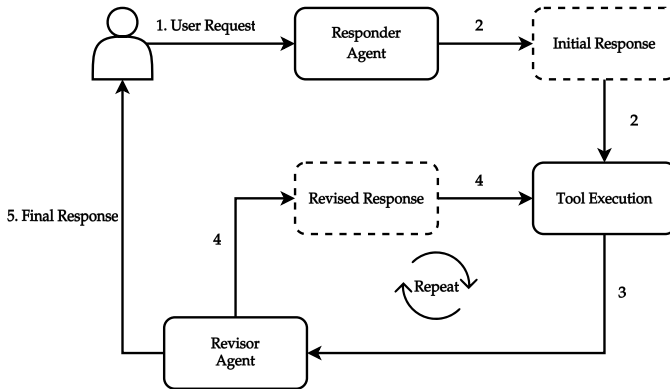 1. User Request
Responder
Agent
2
Initial Response
2
Revised Response
4
Tool Execution
5. Final Response
4
Repeat
3
Revisor
Agent